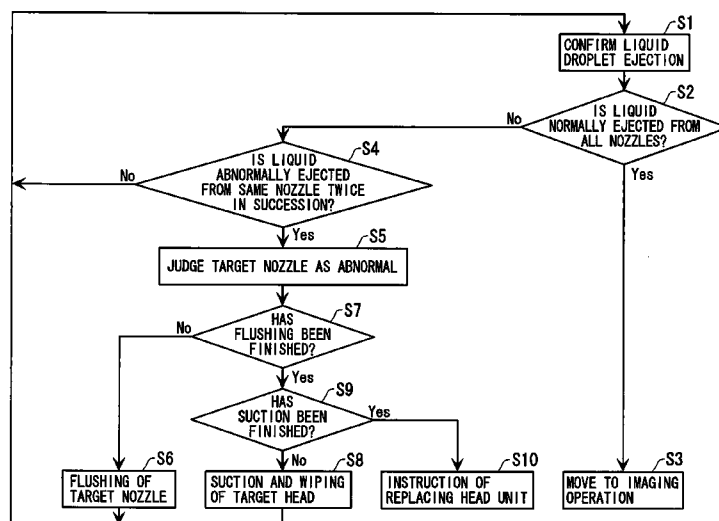 S1
CONFIRM LIQUID
DROPLET EJECTION
S2
IS LIQUID
NORMALLY EJECTED FROM
ALL NOZZLES?
No
Yes
S4
IS LIQUID
ABNORMALLY EJECTED
FROM SAME NOZZLE TWICE
IN SUCCESSION?
No
Yes
S5
JUDGE TARGET NOZZLE AS ABNORMAL
S7
HAS
FLUSHING BEEN
FINISHED?
No
Yes
S9
HAS
SUCTION BEEN
FINISHED?
Yes
No
S6
FLUSHING OF
TARGET NOZZLE
S8
SUCTION AND WIPING
OF TARGET HEAD
S10
INSTRUCTION OF
REPLACING HEAD UNIT
S3
MOVE TO IMAGING
OPERATION